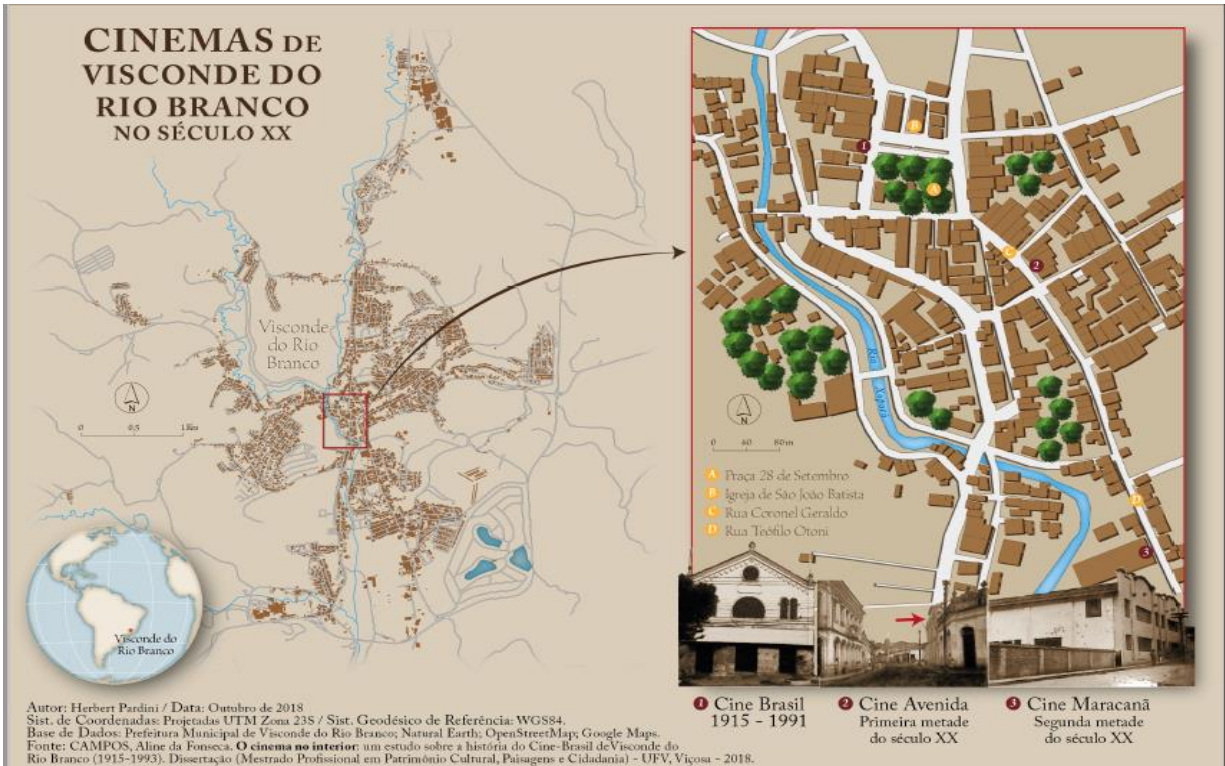 CINEMAS DE
VISCONDE DO
RIO BRANCO
NO SÉCULO XX
Visconde
do Rio
Branco
N
0 0,5 1 Km
Visconde do
Rio Branco
Autor: Herbert Pardini / Data: Outubro de 2018
Sist. de Coordenadas: Projetadas UTM Zona 23S / Sist. Geodésico de Referência: WGS84.
Base de Dados: Prefeitura Municipal de Visconde do Rio Branco; Natural Earth; OpenStreetMap; Google Maps.
Fonte: CAMPOS, Aline da Fonseca. O cinema no interior: um estudo sobre a história do Cine-Brasil deVisconde do
Rio Branco (1915-1993). Dissertação (Mestrado Profissional em Patrimônio Cultural, Paisagens e Cidadania) - UFV, Viçosa - 2018.
B
1
A
C
2
Rio Xopotó
N
0 40 80 m
A Praça 28 de Setembro
B Igreja de São João Batista
C Rua Coronel Geraldo
D Rua Teófilo Otoni
D
3
1 Cine Brasil
1915 - 1991
2 Cine Avenida
Primeira metade
do século XX
3 Cine Maracanã
Segunda metade
do século XX